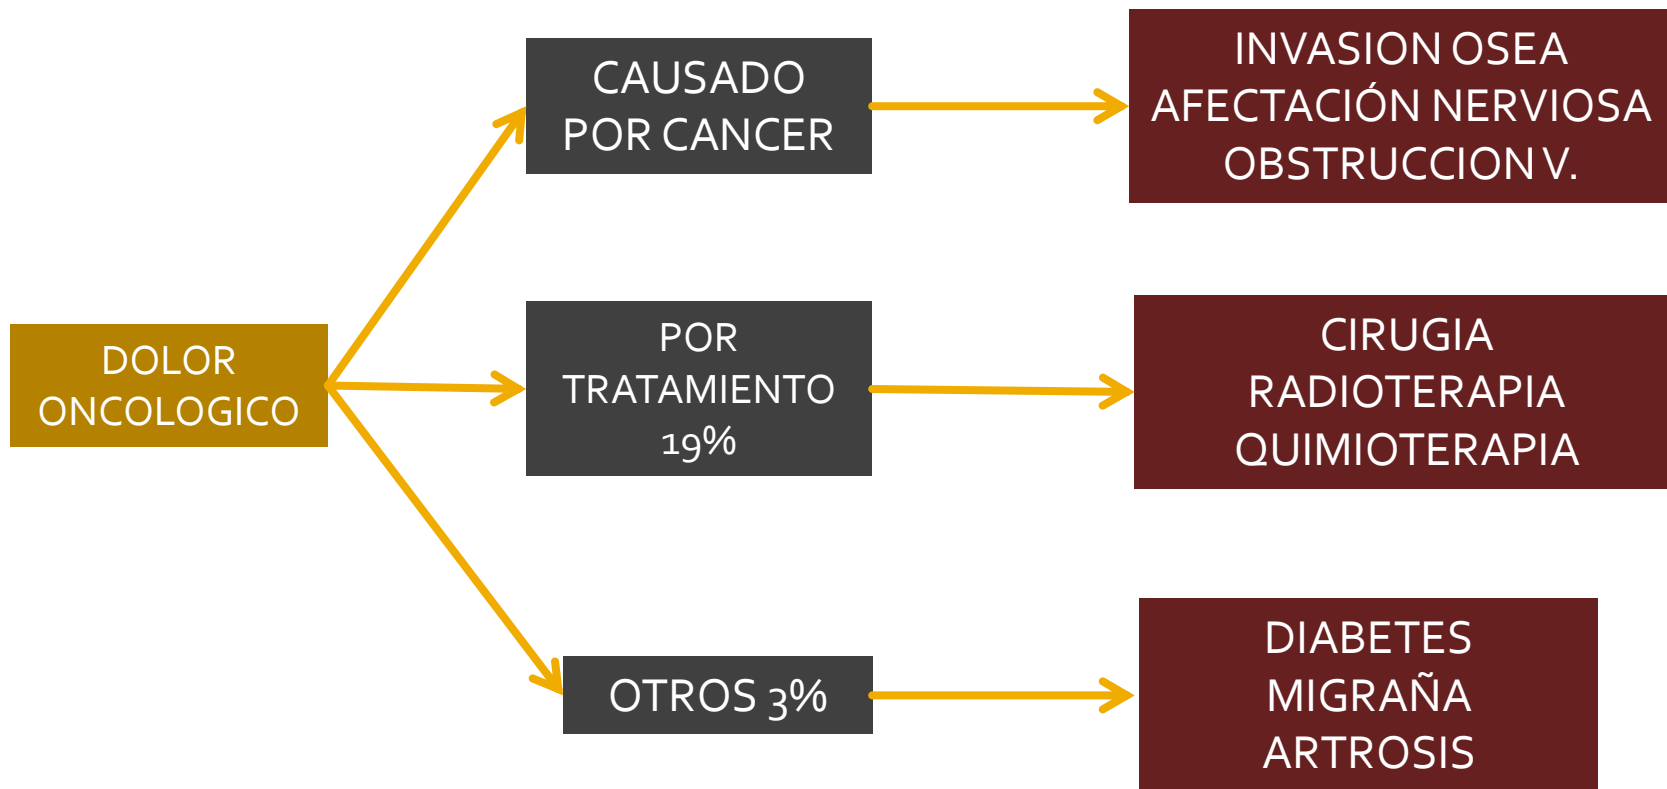 DOLOR
ONCOLOGICO
CAUSADO
POR CANCER
INVASION OSEA
AFECTACIÓN NERVIOSA
OBSTRUCCION V.
POR
TRATAMIENTO
19%
CIRUGIA
RADIOTERAPIA
QUIMIOTERAPIA
OTROS 3%
DIABETES
MIGRAÑA
ARTROSIS